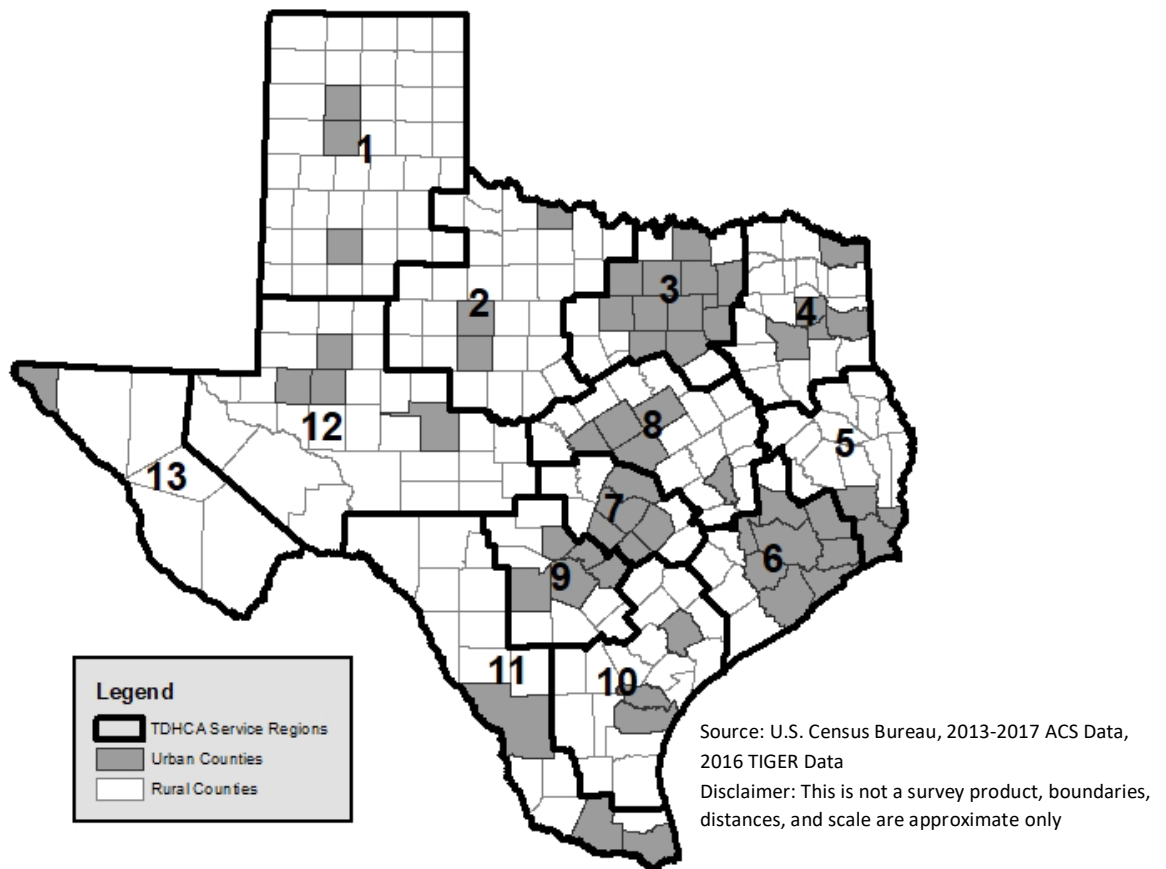 1
2
3
4
12
8
5
13
7
6
9
11
10
Legend
TDHCA Service Regions
Urban Counties
Rural Counties
Source: U.S. Census Bureau, 2013-2017 ACS Data,
2016 TIGER Data
Disclaimer: This is not a survey product, boundaries,
distances, and scale are approximate only